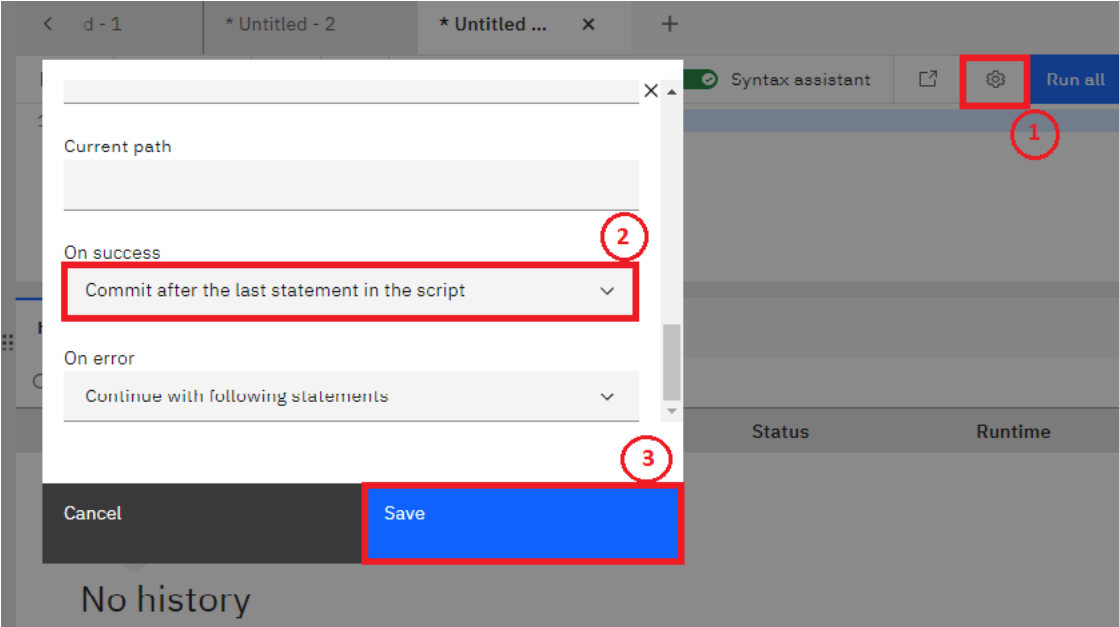 d - 1
* Untitled - 2
* Untitled ...
Syntax assistant
Run all
1
Current path
2
On success
Commit after the last statement in the script
On error
Continue with following statements
Status
Runtime
3
Cancel
Save
No history